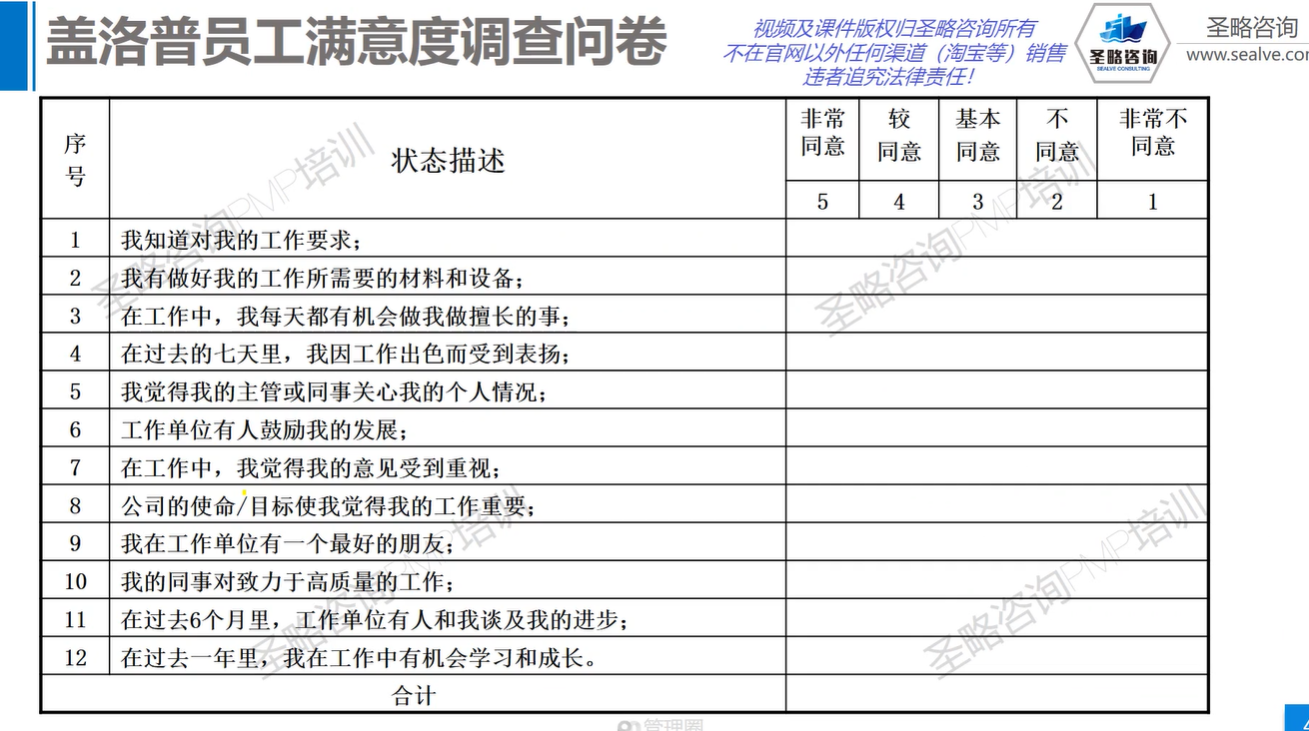 盖洛普员工满意度调查问卷
视频及课件版权归圣略咨询所有
不在官网以外任何渠道（淘宝等）销售
违者追究法律责任！
圣略咨询
SEALVE CONSULTING
圣略咨询
www.sealve.com
序号 状态描述 非常同意 较同意 基本同意 不同意 非常不同意
5 4 3 2 1
1 我知道对我的工作要求；
2 我有做好我的工作所需要的材料和设备；
3 在工作中，我每天都有机会做我做擅长的事；
4 在过去的七天里，我因工作出色而受到表扬；
5 我觉得我的主管或同事关心我的个人情况；
6 工作单位有人鼓励我的发展；
7 在工作中，我觉得我的意见受到重视；
8 公司的使命/目标使我觉得我的工作重要；
9 我在工作单位有一个最好的朋友；
10 我的同事对致力于高质量的工作；
11 在过去6个月里，工作单位有人和我谈及我的进步；
12 在过去一年里，我在工作中有机会学习和成长。
合计
圣略咨询PMP培训
圣略咨询PMP培训
圣略咨询PMP培训
圣略咨询PMP培训
管理圈
4